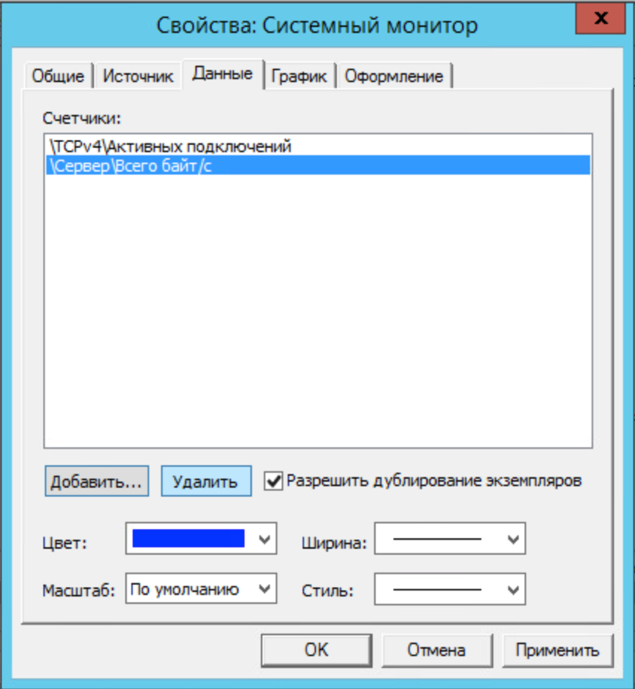 Свойства: Системный монитор
x
Общие Источник Данные График Оформление
Счетчики:
\TCPv4\Активных подключений
\Сервер\Всего байт/с
Добавить... Удалить Разрешить дублирование экземпляров
Цвет: Ширина:
Масштаб: По умолчанию Стиль:
OK Отмена Применить